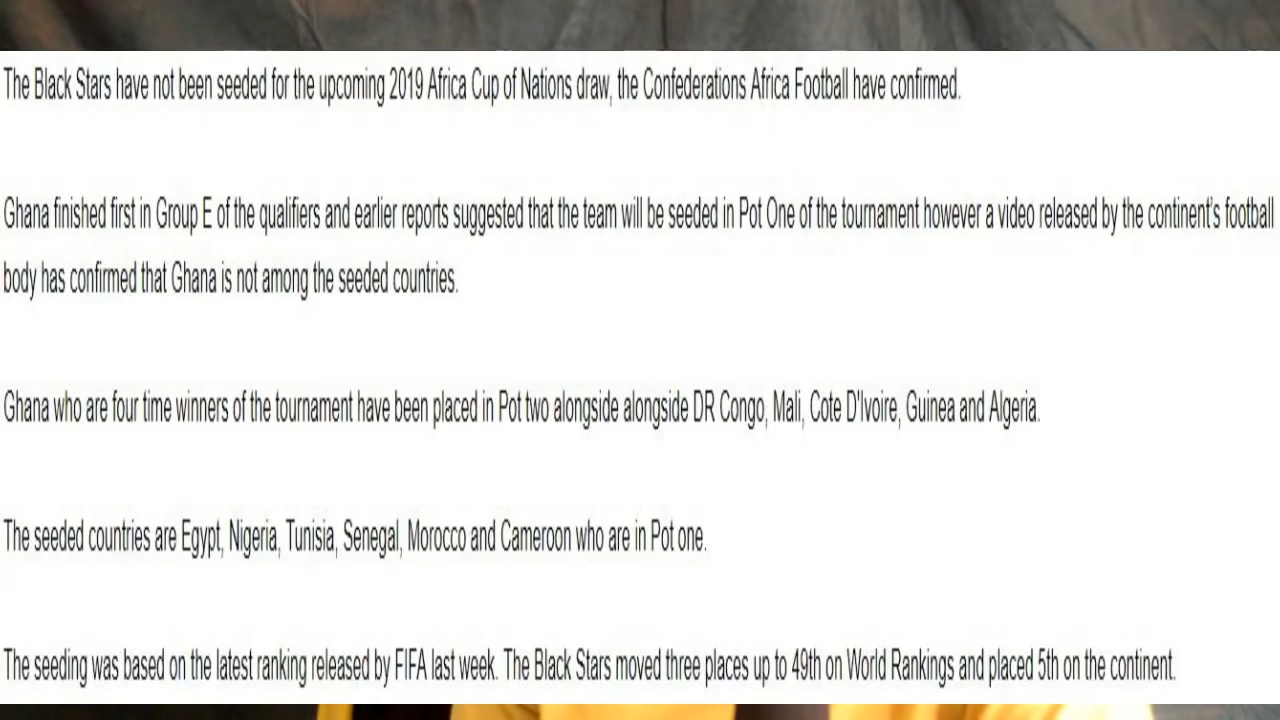 The Black Stars have not been seeded for the upcoming 2019 Africa Cup of Nations draw, the Confederations Africa Football have confirmed.
Ghana finished first in Group E of the qualifiers and earlier reports suggested that the team will be seeded in Pot One of the tournament however a video released by the continent's football
body has confirmed that Ghana is not among the seeded countries.
Ghana who are four time winners of the tournament have been placed in Pot two alongside alongside DR Congo, Mali, Cote D'Ivoire, Guinea and Algeria.
The seeded countries are Egypt, Nigeria, Tunisia, Senegal, Morocco and Cameroon who are in Pot one.
The seeding was based on the latest ranking released by FIFA last week. The Black Stars moved three places up to 49th on World Rankings and placed 5th on the continent.